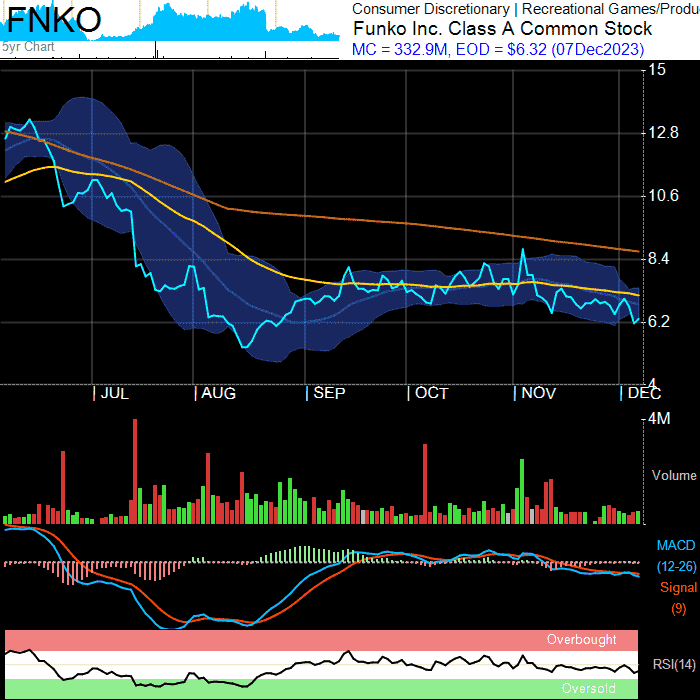 FNKO
5yr Chart
Consumer Discretionary | Recreational Games/Produ
Funko Inc. Class A Common Stock
MC = 332.9M, EOD = $6.32 (07Dec2023)
15
12.8
10.6
8.4
6.2
4
JUL
AUG
SEP
OCT
NOV
DEC
4M
Volume
MACD
(12-26)
Signal
(9)
Overbought
RSI(14)
Oversold